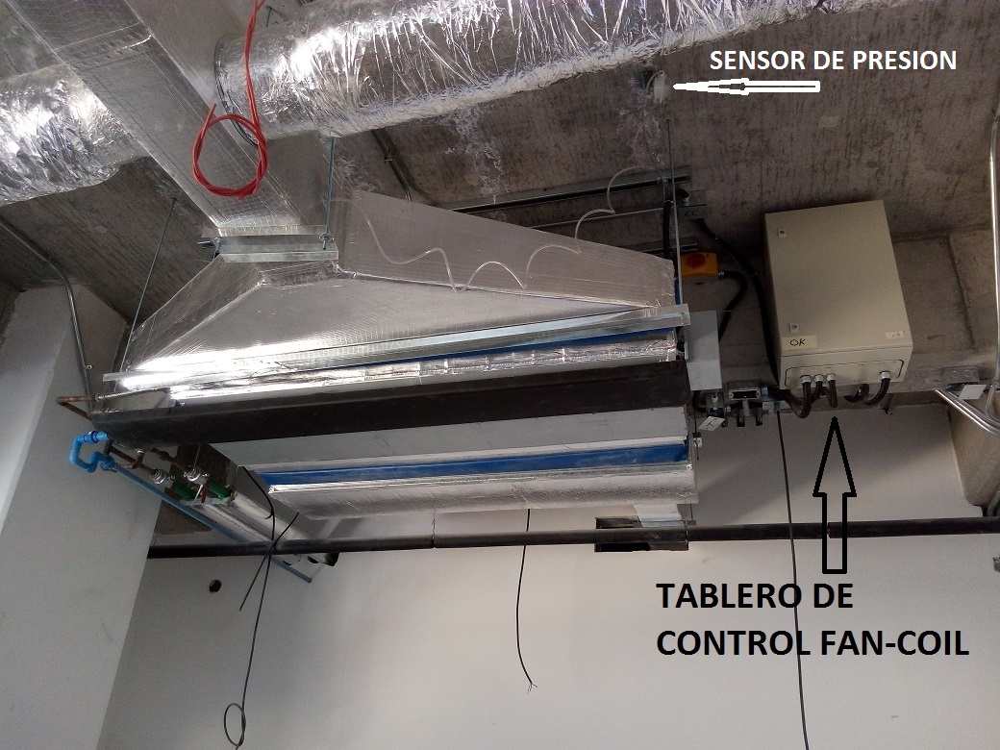 SENSOR DE PRESION
OK
TABLERO DE
CONTROL FAN-COIL